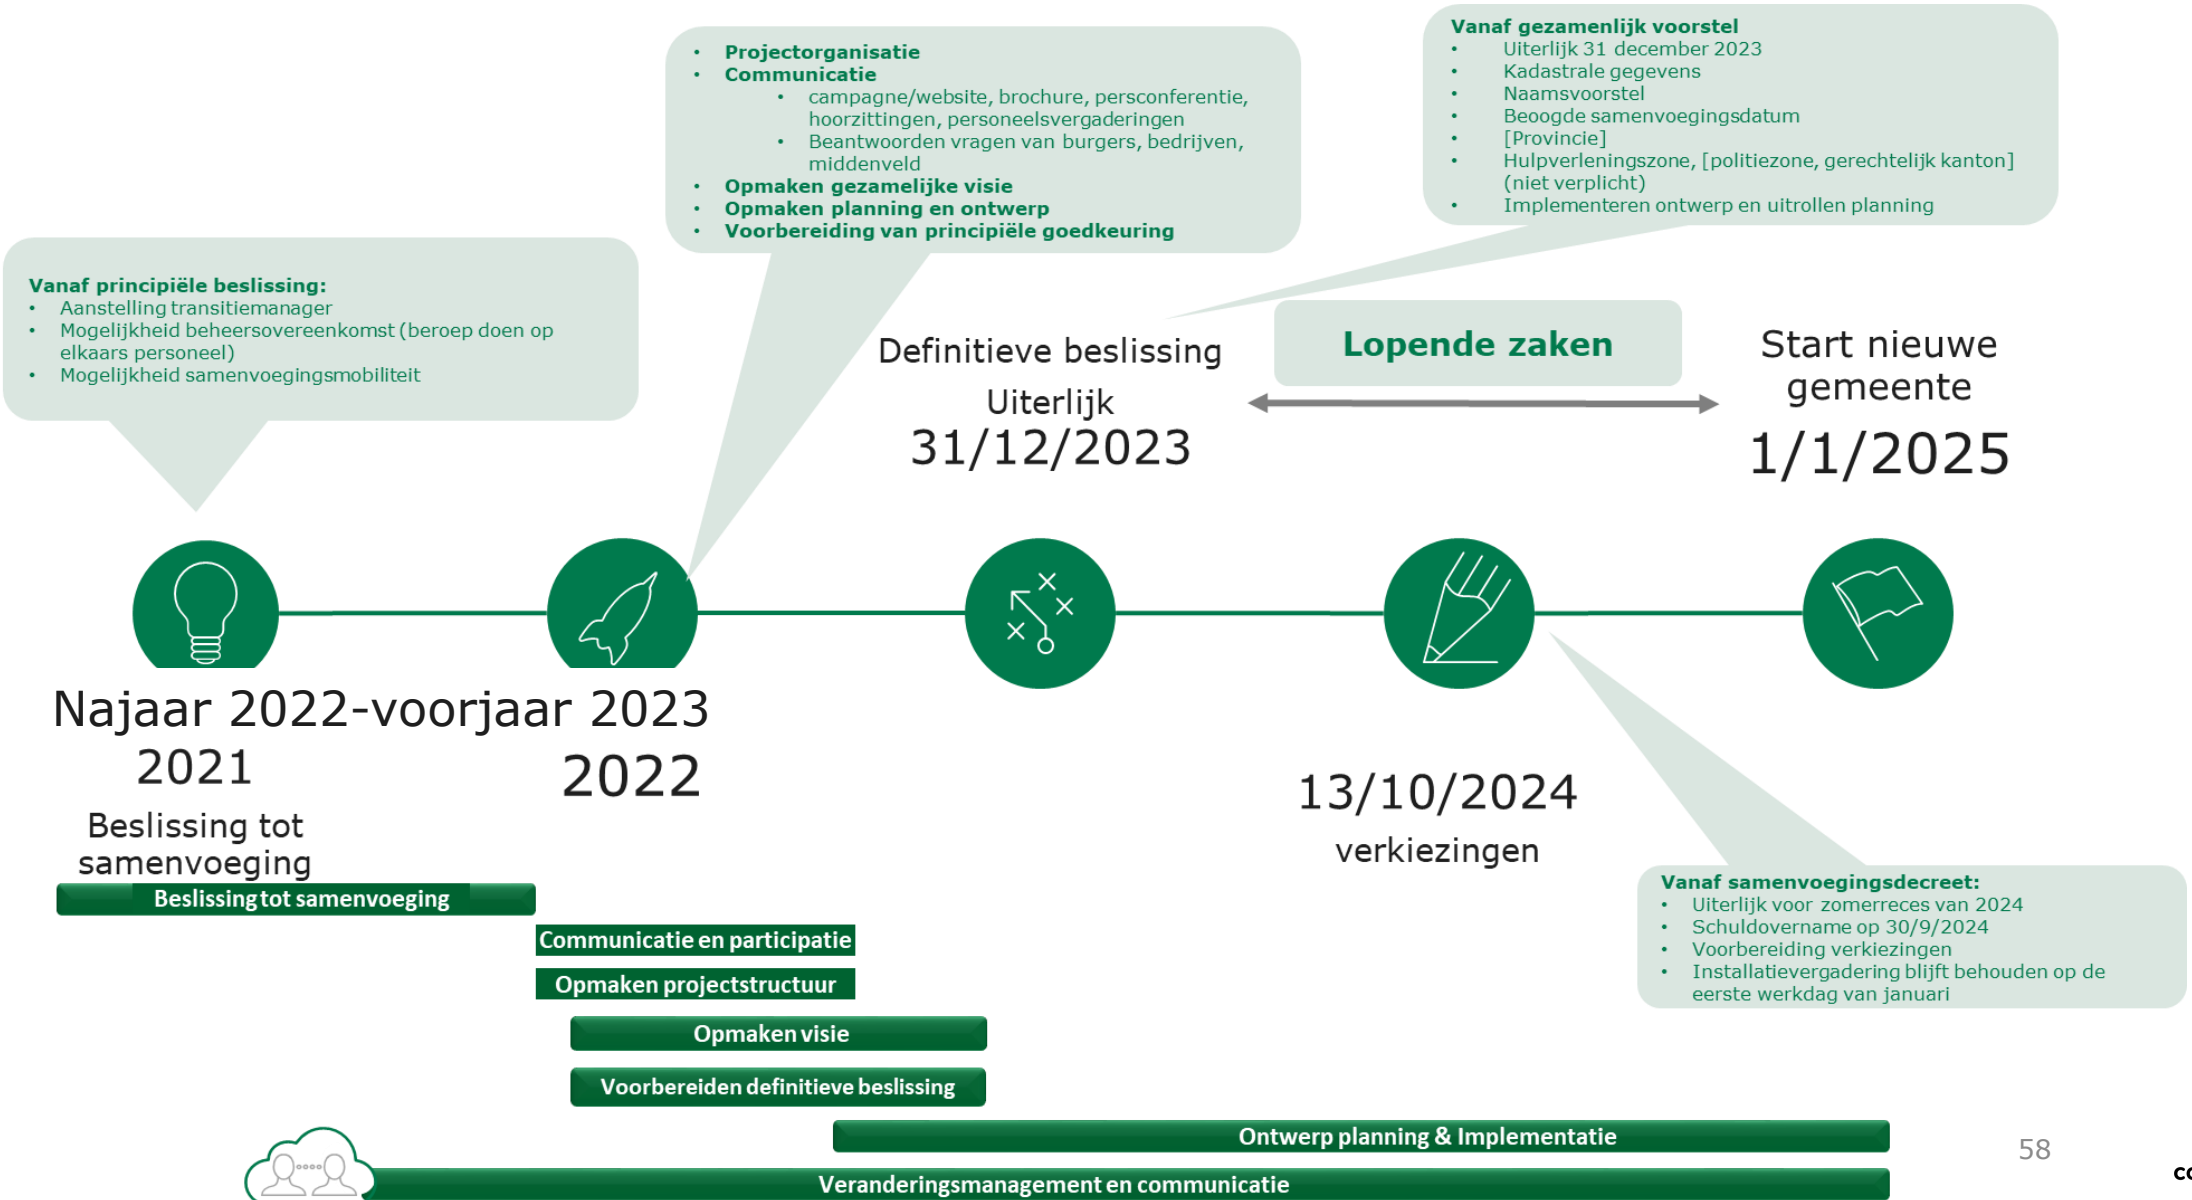 Vanaf principiële beslissing:
• Aanstelling transitiemanager
• Mogelijkheid beheersovereenkomst (beroep doen op
elkaars personeel)
• Mogelijkheid samenvoegingsmobiliteit
• Projectorganisatie
• Communicatie
• campagne/website, brochure, persconferentie,
hoorzittingen, personeelsvergaderingen
• Beantwoorden vragen van burgers, bedrijven,
middenveld
• Opmaken gezamelijke visie
• Opmaken planning en ontwerp
• Voorbereiding van principiële goedkeuring
Vanaf gezamenlijk voorstel
• Uiterlijk 31 december 2023
• Kadastrale gegevens
• Naamsvoorstel
• Beoogde samenvoegingsdatum
• [Provincie]
• Hulpverleningszone, [politiezone, gerechtelijk kanton]
(niet verplicht)
• Implementeren ontwerp en uitrollen planning
Definitieve beslissing
Uiterlijk
31/12/2023
Lopende zaken
Start nieuwe
gemeente
1/1/2025
Najaar 2022-voorjaar 2023
2021
2022
Beslissing tot
samenvoeging
13/10/2024
verkiezingen
Vanaf samenvoegingsdecreet:
• Uiterlijk voor zomerreces van 2024
• Schuldovername op 30/9/2024
• Voorbereiding verkiezingen
• Installatievergadering blijft behouden op de
eerste werkdag van januari
Beslissing tot samenvoeging
Communicatie en participatie
Opmaken projectstructuur
Opmaken visie
Voorbereiden definitieve beslissing
Ontwerp planning & Implementatie
Veranderingsmanagement en communicatie
58